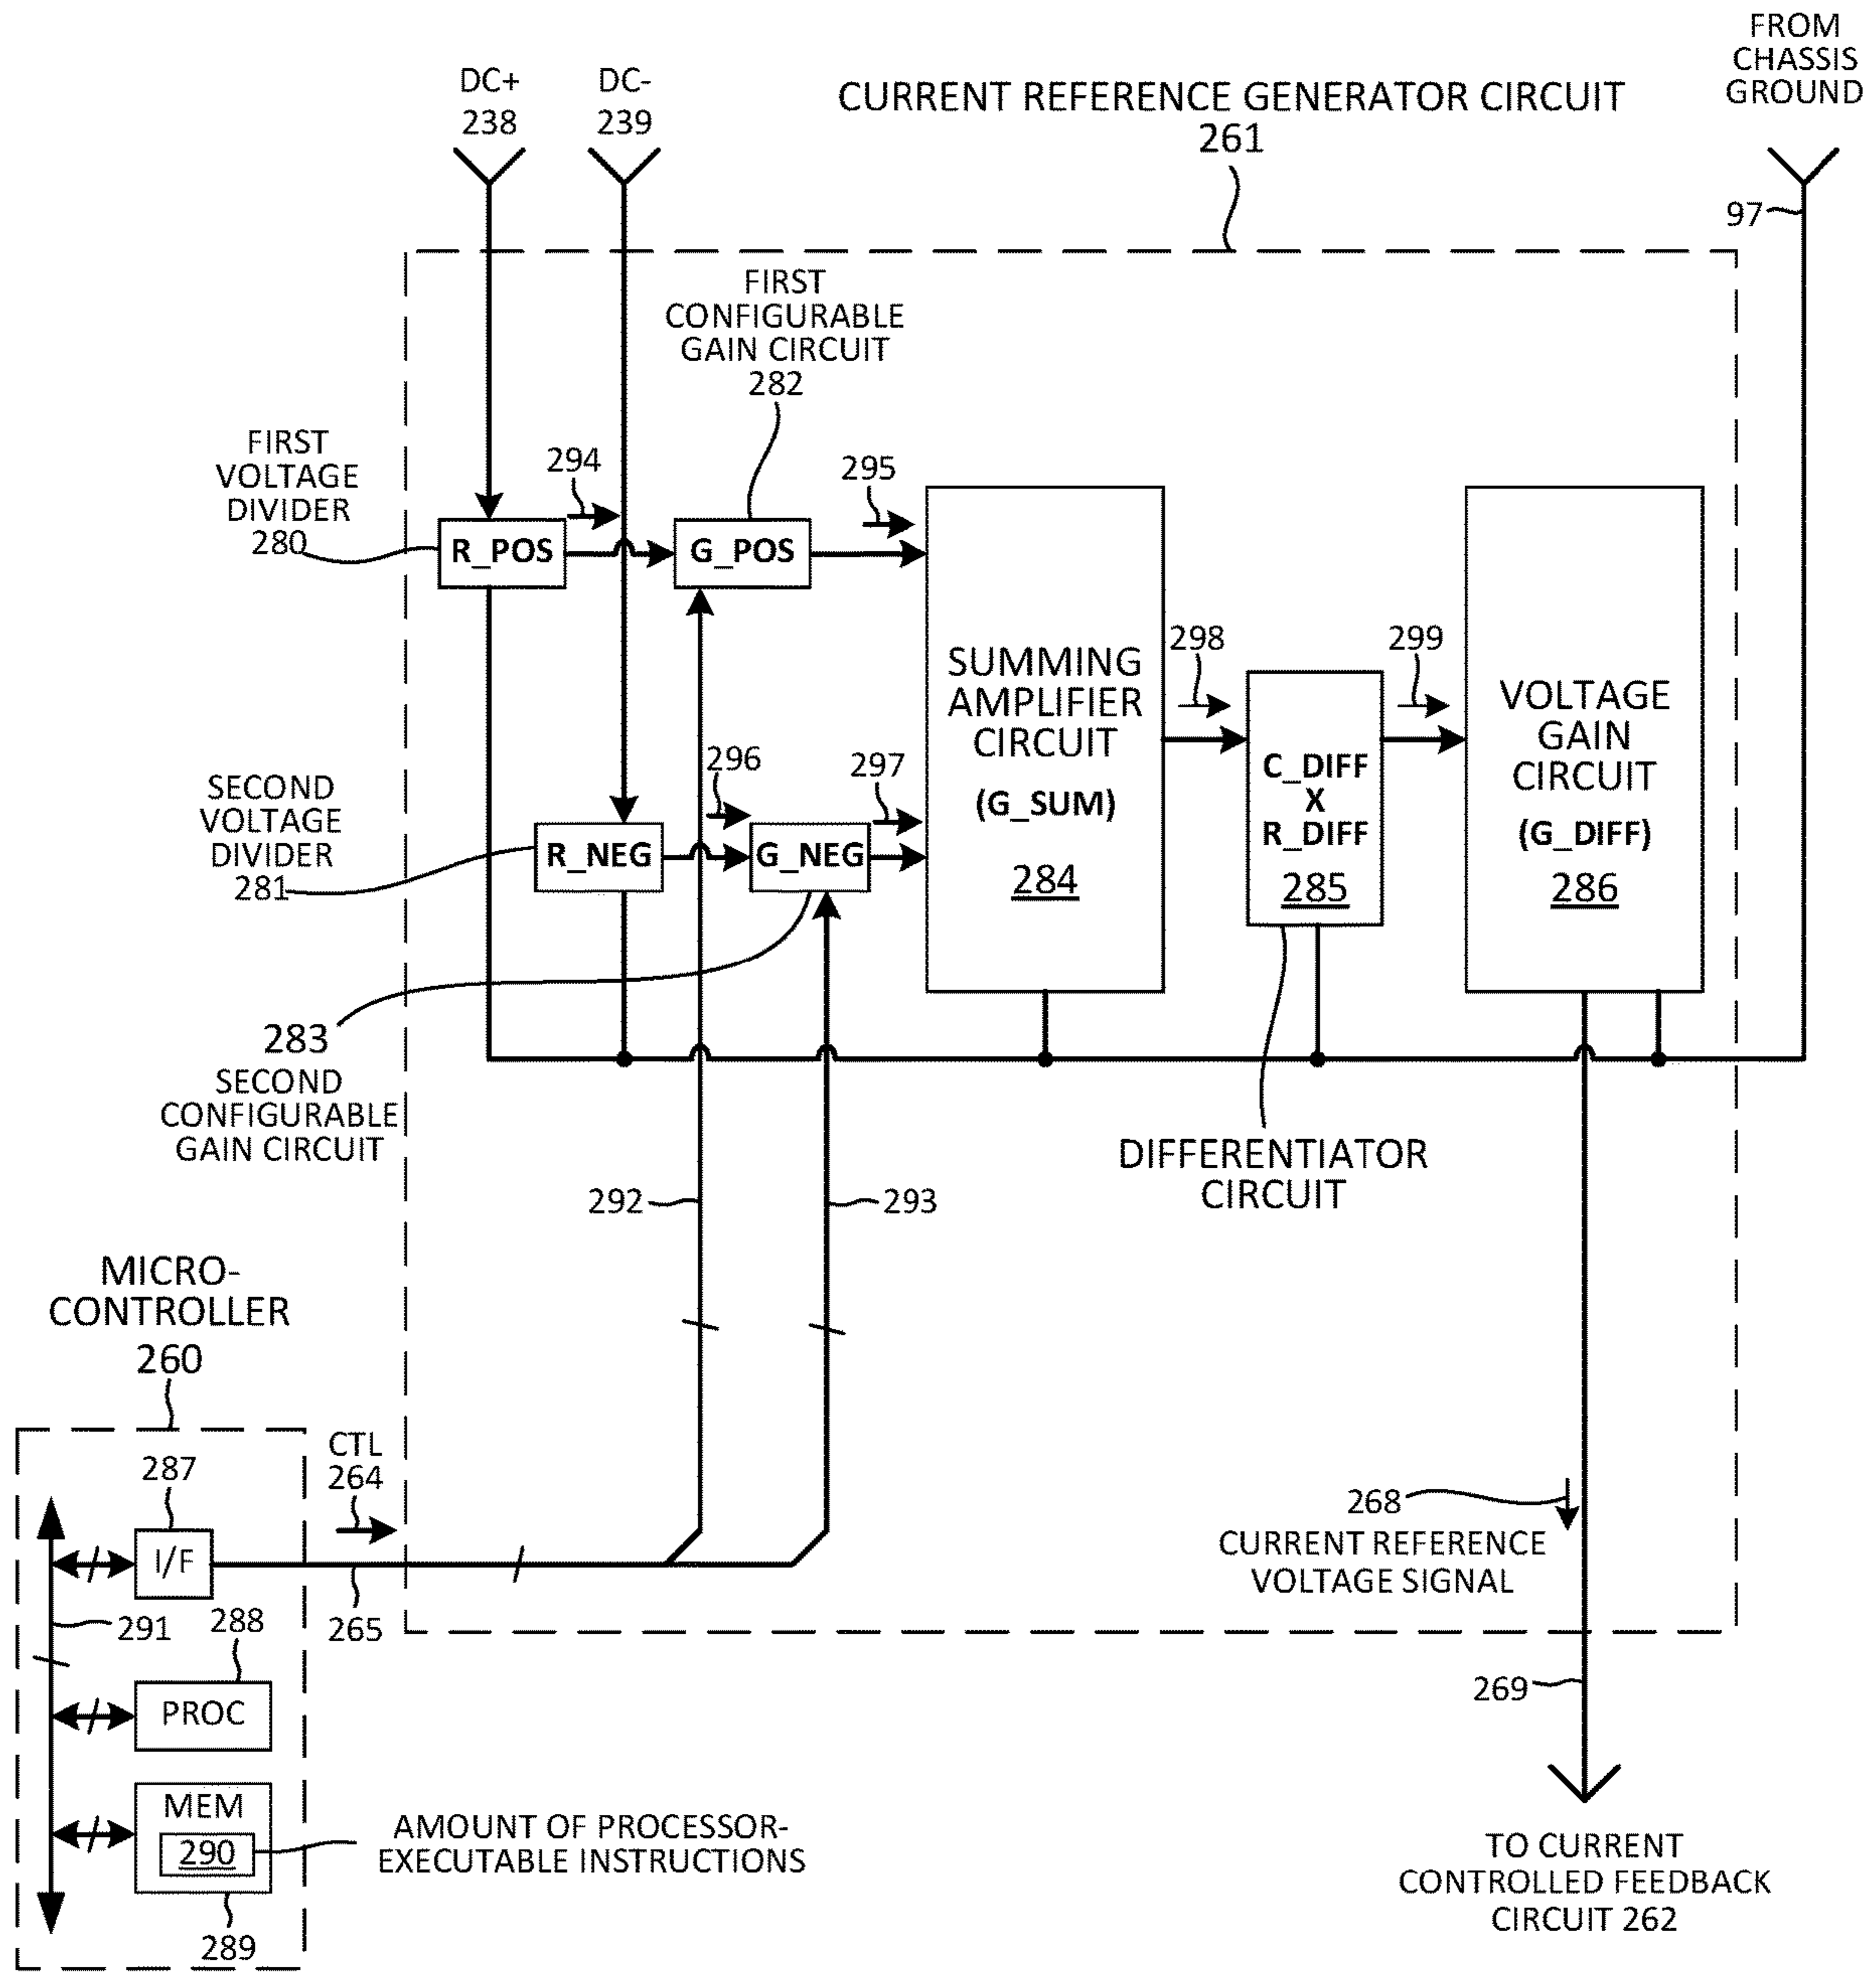 FROM
CHASSIS
GROUND
97
DC+
238
DC-
239
CURRENT REFERENCE GENERATOR CIRCUIT
261
FIRST
CONFIGURABLE
GAIN CIRCUIT
282
FIRST
VOLTAGE
DIVIDER
280
294
295
R_POS
G_POS
SUMMING
AMPLIFIER
CIRCUIT
(G_SUM)
284
298
299
C_DIFF
X
R_DIFF
285
VOLTAGE
GAIN
CIRCUIT
(G_DIFF)
286
SECOND
VOLTAGE
DIVIDER
281
296
297
R_NEG
G_NEG
283
SECOND
CONFIGURABLE
GAIN CIRCUIT
DIFFERENTIATOR
CIRCUIT
292
293
MICRO-
CONTROLLER
260
287
I/F
CTL
264
265
291
288
PROC
MEM
290
289
AMOUNT OF PROCESSOR-
EXECUTABLE INSTRUCTIONS
268
CURRENT REFERENCE
VOLTAGE SIGNAL
269
TO CURRENT
CONTROLLED FEEDBACK
CIRCUIT 262